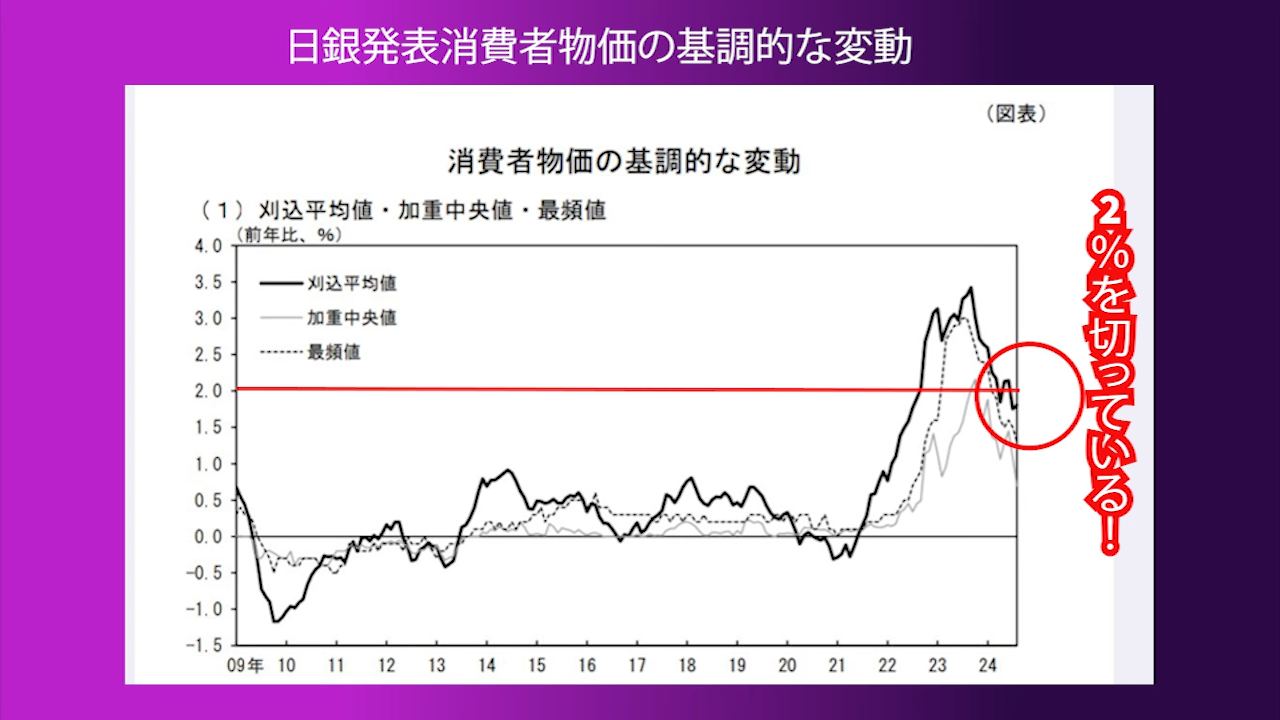 日銀発表消費者物価の基調的な変動
（図表）
消費者物価の基調的な変動
（１）刈込平均値・加重中央値・最頻値
（前年比、％）
4.0
3.5
3.0
2.5
2.0
1.5
1.0
0.5
0.0
-0.5
-1.0
-1.5
刈込平均値
加重中央値
最頻値
09年 10 11 12 13 14 15 16 17 18 19 20 21 22 23 24
2％を切っている！